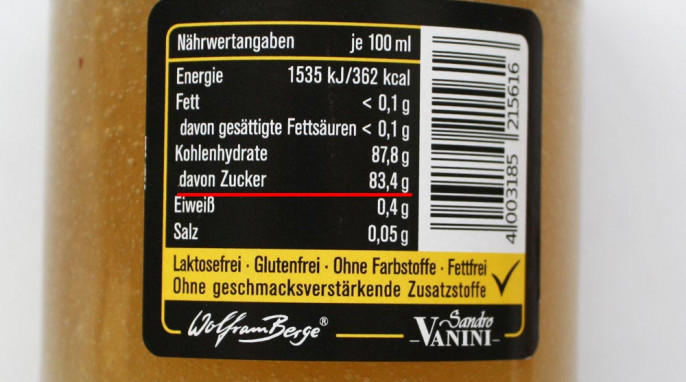 Nährwertangaben je 100 ml
Energie 1535 kJ/362 kcal
Fett < 0,1 g
davon gesättigte Fettsäuren < 0,1 g
Kohlenhydrate 87,8 g
davon Zucker 83,4 g
Eiweiß 0,4 g
Salz 0,05 g
Laktosefrei · Glutenfrei · Ohne Farbstoffe · Fettfrei
Ohne geschmacksverstärkende Zusatzstoffe
Wolfram Berge®
Sandro
VANINI
4 003185 215616